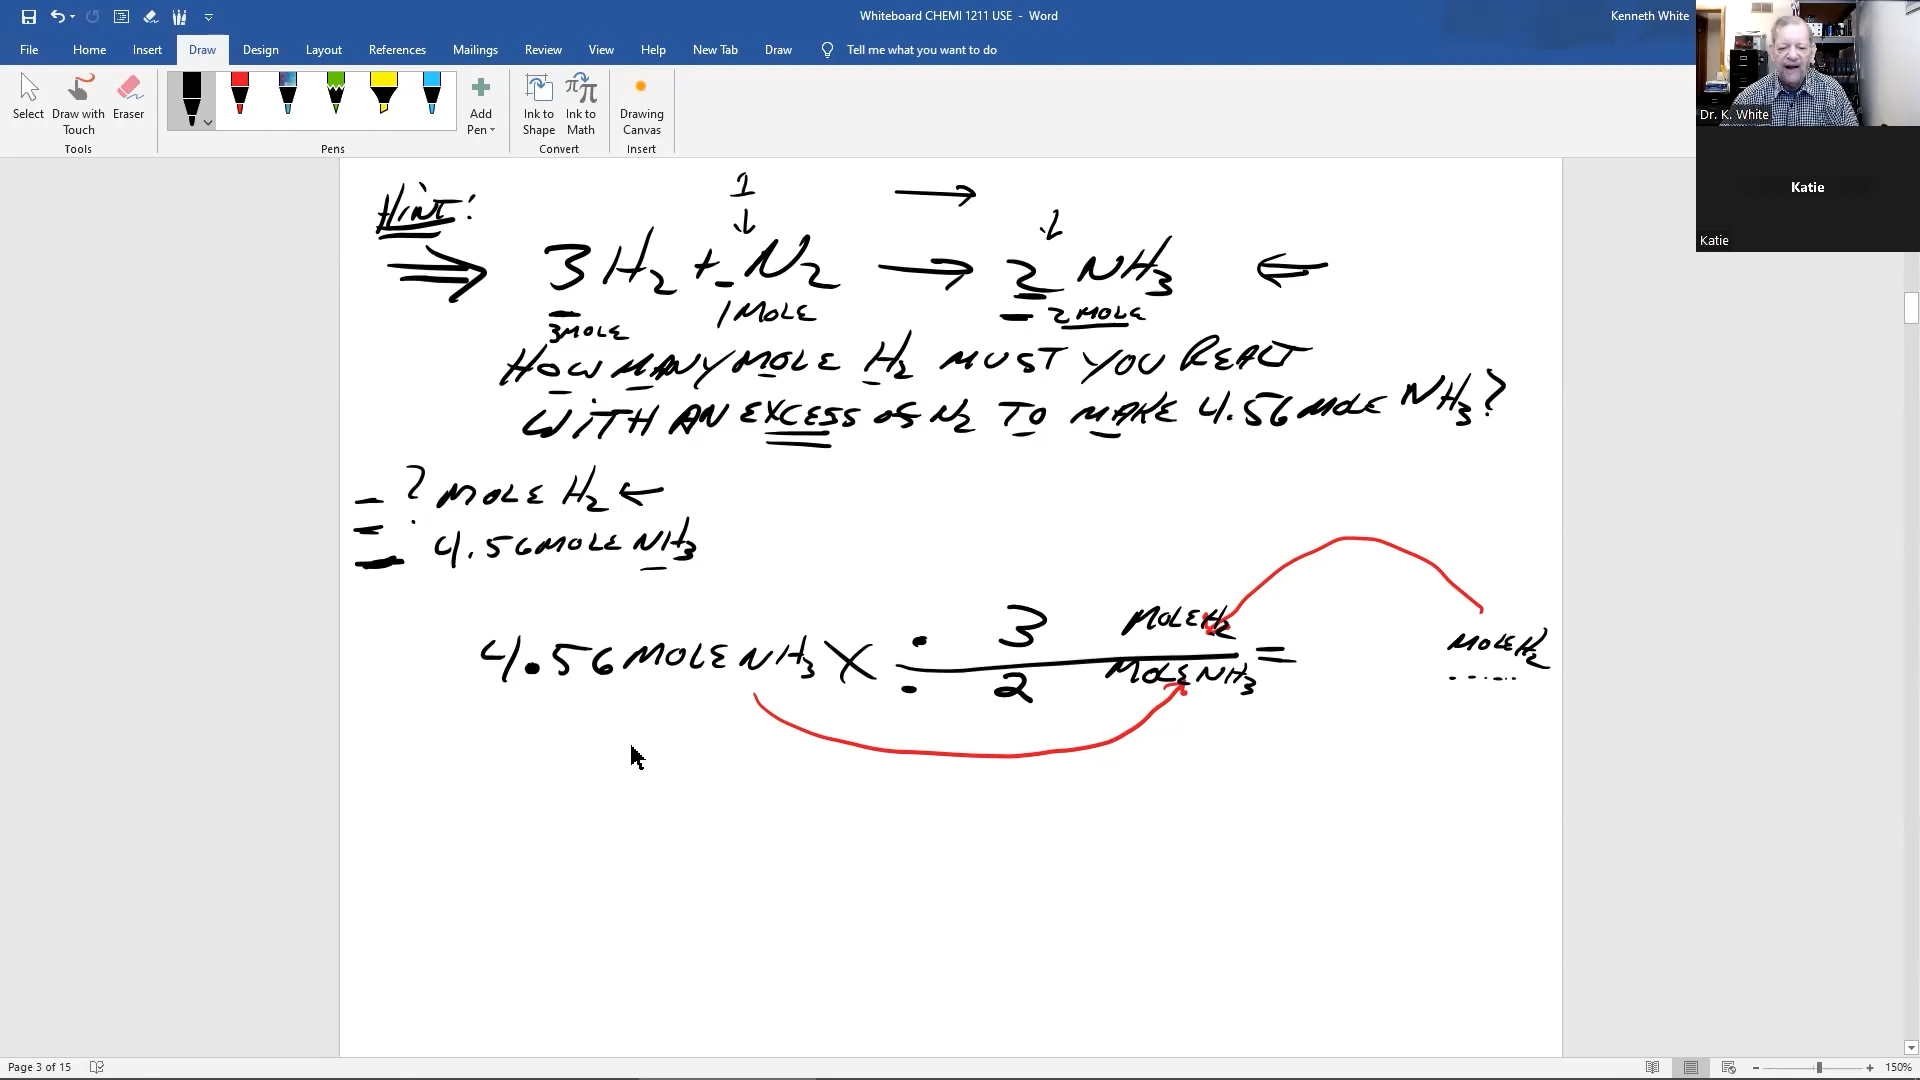 Whiteboard CHEMI 1211 USE - Word
Kenneth White
File Home Insert Draw Design Layout References Mailings Review View Help New Tab Draw Tell me what you want to do
Select Draw with Touch Eraser
Add Pen
Ink to Shape Ink to Math
Drawing Canvas
Tools Pens Convert Insert
Dr. K. White
Katie
Katie
Hint:
1 →
↓ ↓
⇒ 3 H2 + N2 → 2 NH3 ⇐
3 MOLE 1 MOLE 2 MOLE
HOW MANY MOLE H2 MUST YOU REACT
WITH AN EXCESS OF N2 TO MAKE 4.56 MOLE NH3?
? MOLE H2 ←
4.56 MOLE NH3
4.56 MOLE NH3 X 3 MOLE H2 = MOLE H2
2 MOLE NH3
Page 3 of 15
150%